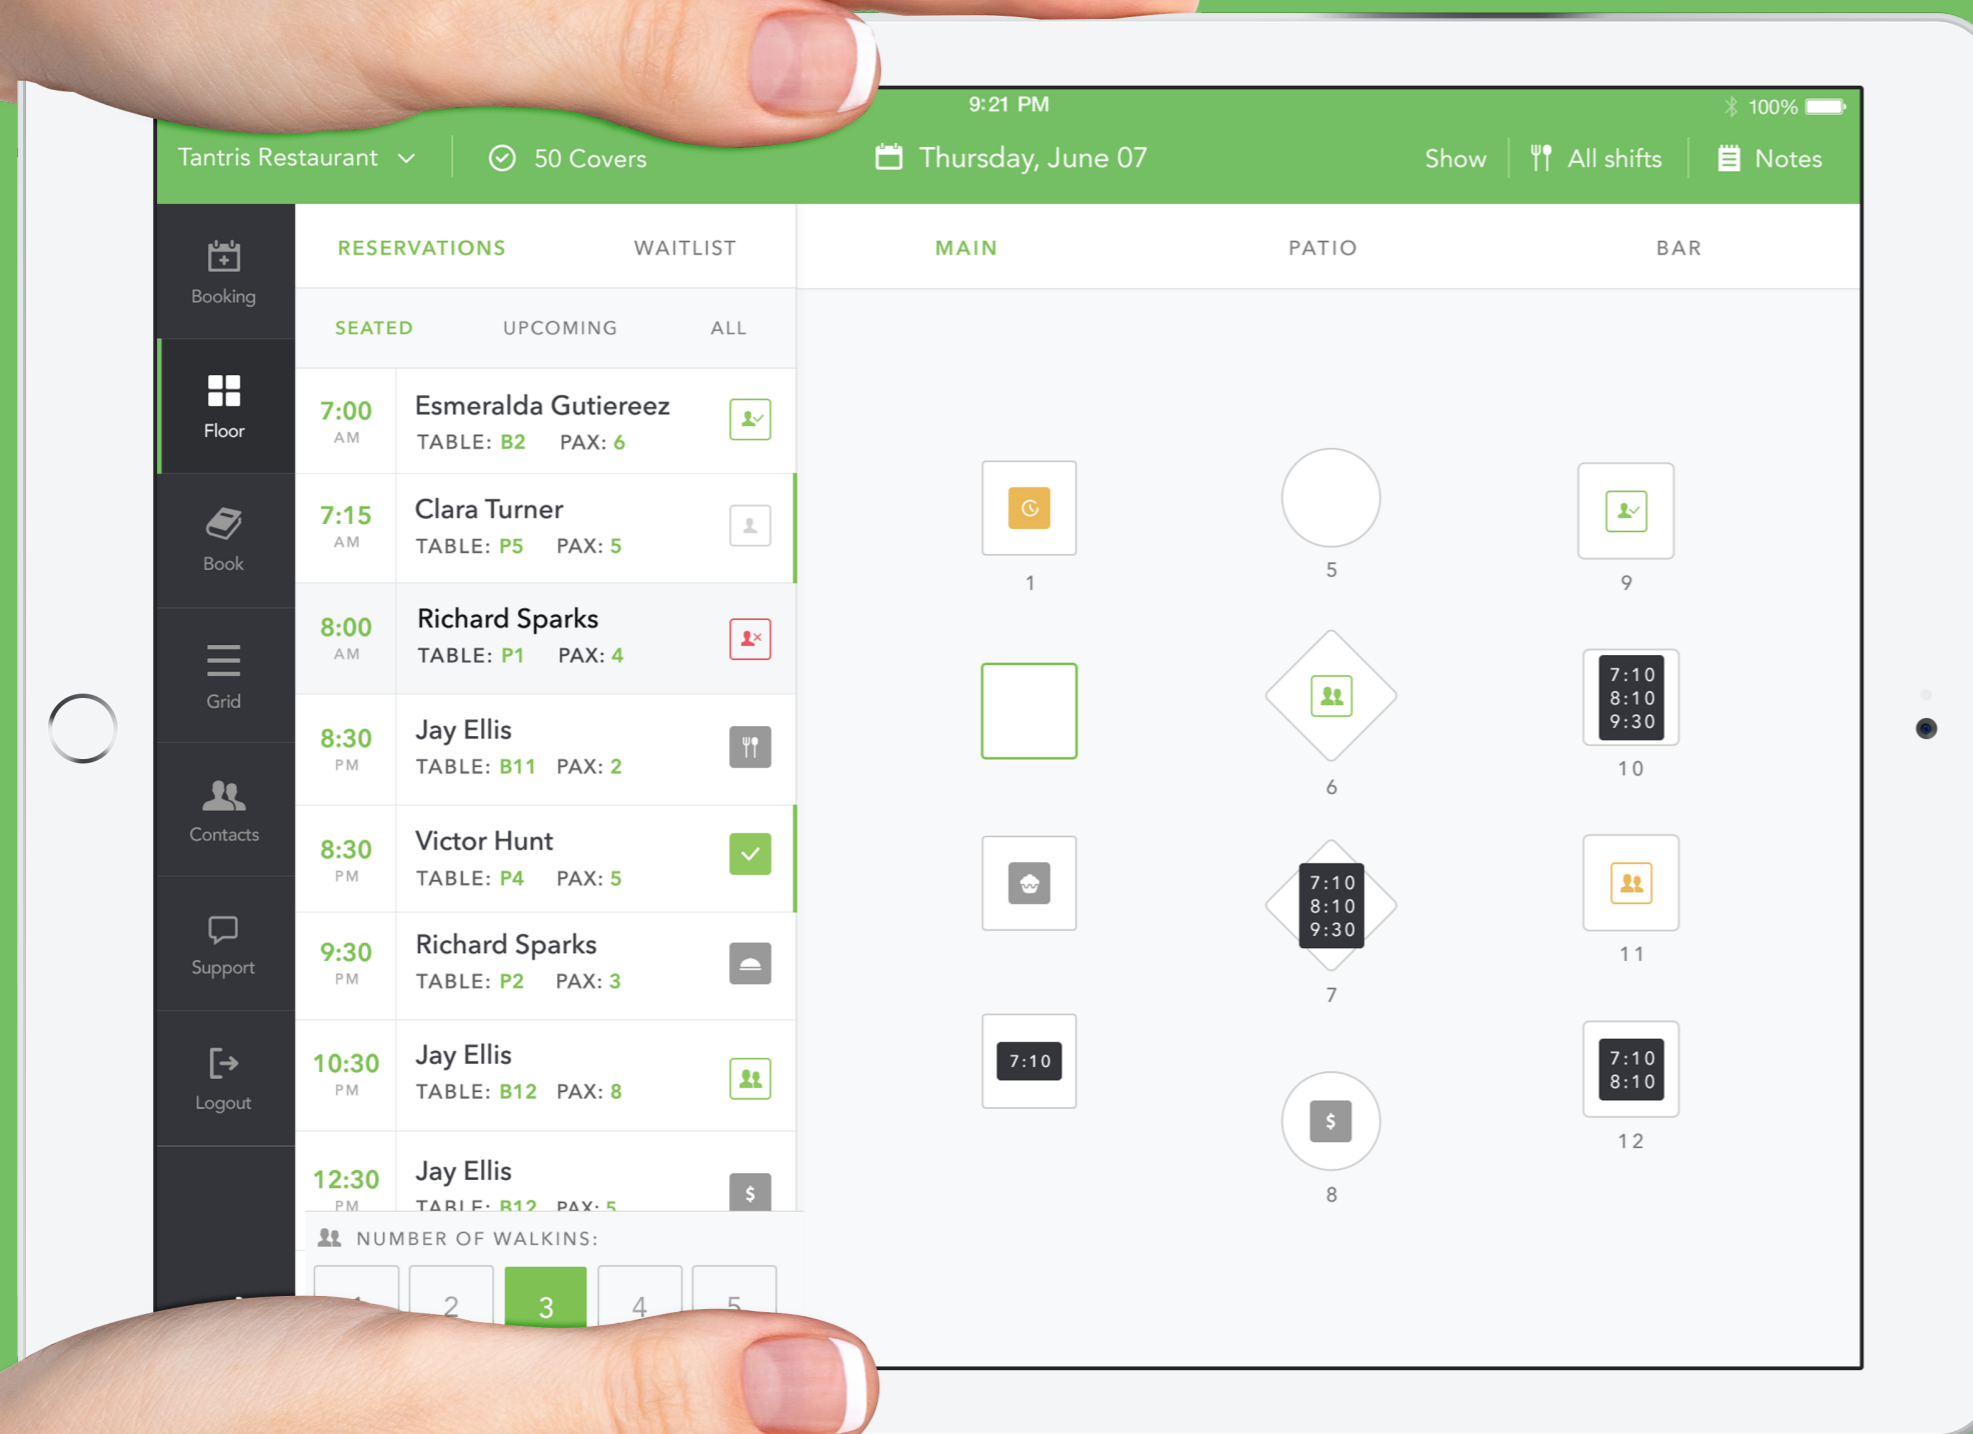 9:21 PM
100%
Tantris Restaurant
50 Covers
Thursday, June 07
Show
All shifts
Notes
Booking
Floor
Book
Grid
Contacts
Support
Logout
RESERVATIONS
WAITLIST
SEATED
UPCOMING
ALL
7:00
AM
Esmeralda Gutiereez
TABLE: B2 PAX: 6
7:15
AM
Clara Turner
TABLE: P5 PAX: 5
8:00
AM
Richard Sparks
TABLE: P1 PAX: 4
8:30
PM
Jay Ellis
TABLE: B11 PAX: 2
8:30
PM
Victor Hunt
TABLE: P4 PAX: 5
9:30
PM
Richard Sparks
TABLE: P2 PAX: 3
10:30
PM
Jay Ellis
TABLE: B12 PAX: 8
12:30
PM
Jay Ellis
TABLE: B12 PAX: 5
$
NUMBER OF WALKINS:
2
3
4
5
MAIN
PATIO
BAR
1
7:10
5
6
7:10
8:10
9:30
7
$
8
9
7:10
8:10
9:30
10
11
7:10
8:10
12